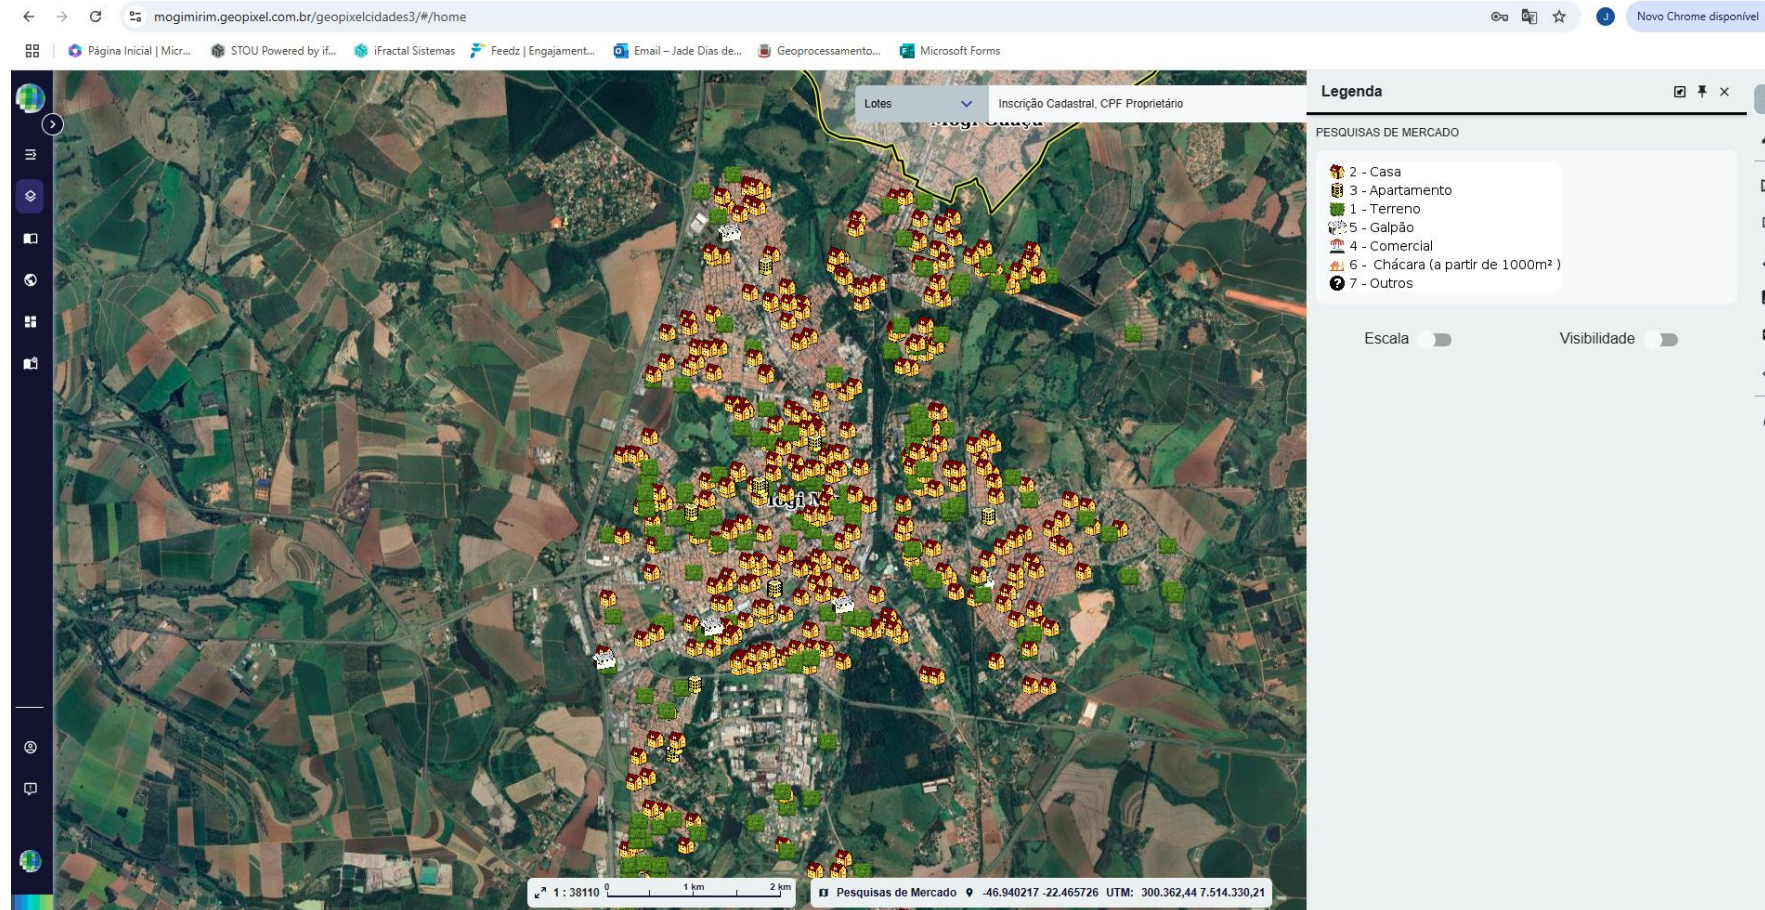 mogimirim.geopixel.com.br/geopixelcidades3/#/home
J
Novo Chrome disponível
Página Inicial | Micr...
STOU Powered by if...
iFractal Sistemas
Feedz | Engajament...
Email – Jade Dias de...
Geoprocessamento...
Microsoft Forms
Lotes
Inscrição Cadastral, CPF Proprietário
Mogi Guaçu
Legenda
PESQUISAS DE MERCADO
2 - Casa
3 - Apartamento
1 - Terreno
5 - Galpão
4 - Comercial
6 - Chácara (a partir de 1000m² )
7 - Outros
Escala
Visibilidade
1 : 38110
0 1 km 2 km
Pesquisas de Mercado -46.940217 -22.465726 UTM: 300.362,44 7.514.330,21